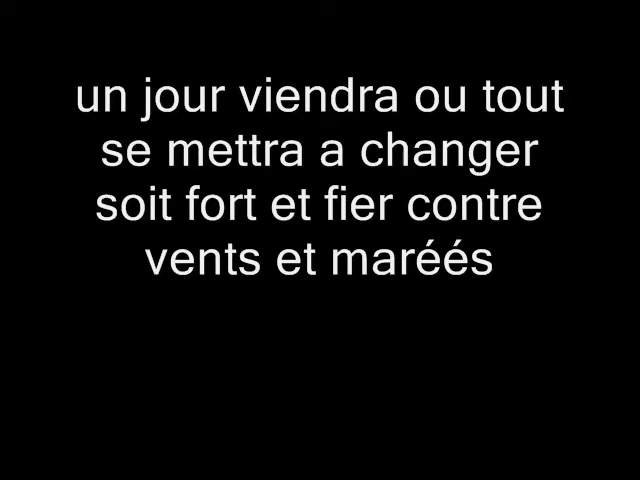 un jour viendra ou tout
se mettra a changer
soit fort et fier contre
vents et maréés